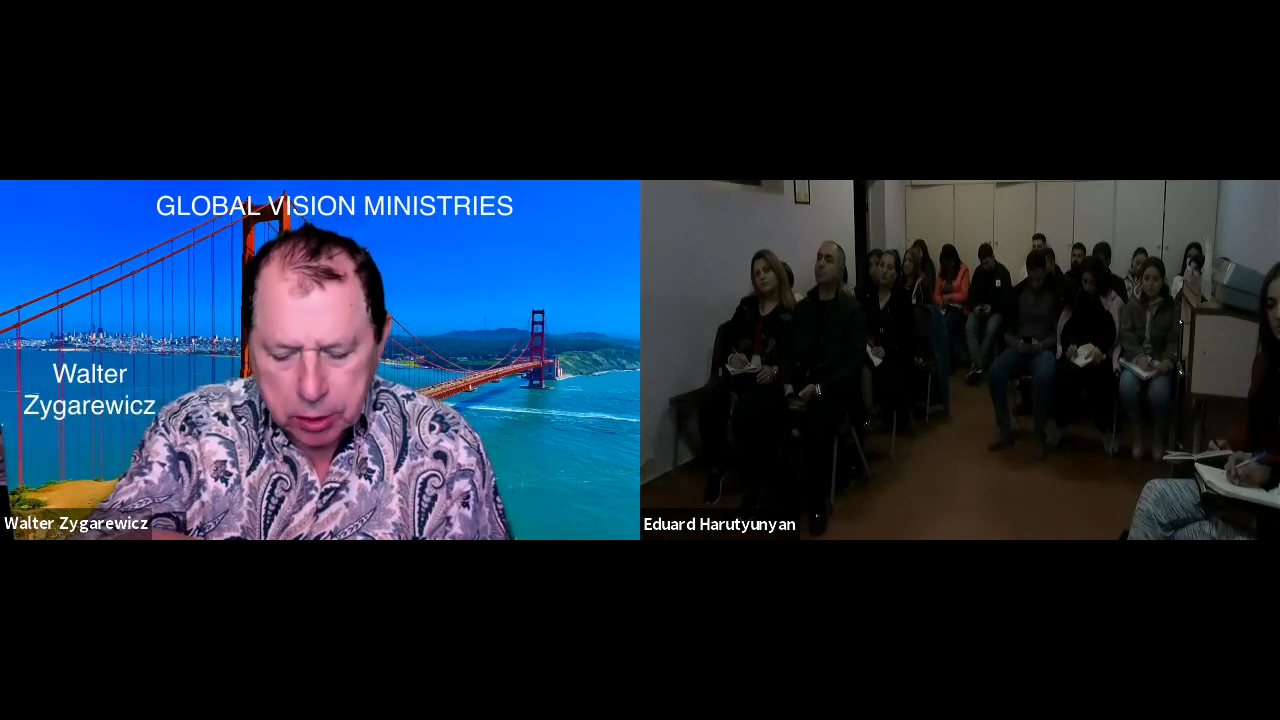 GLOBAL VISION MINISTRIES
Walter
Zygarewicz
Walter Zygarewicz
Eduard Harutyunyan